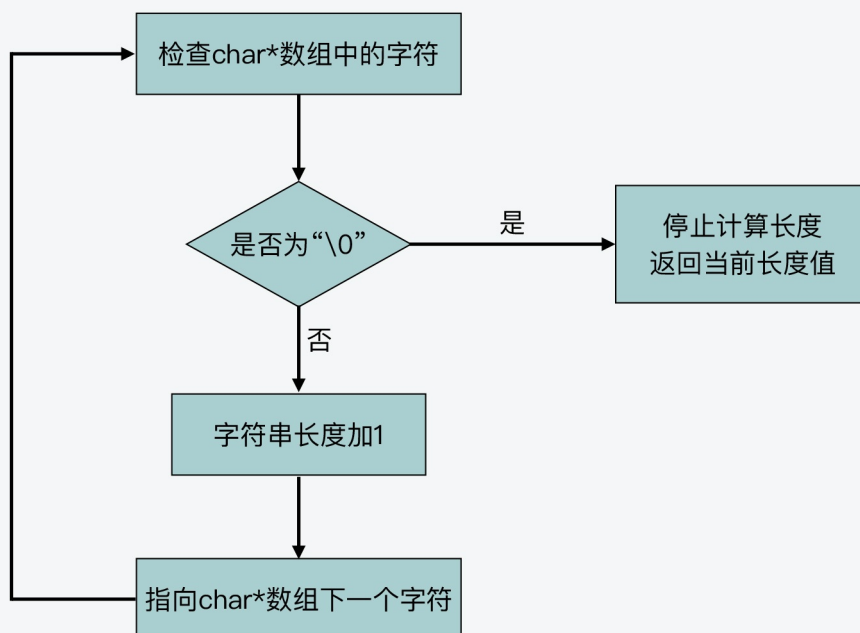 检查char*数组中的字符
是否为“\0”
是
停止计算长度
返回当前长度值
否
字符串长度加1
指向char*数组下一个字符